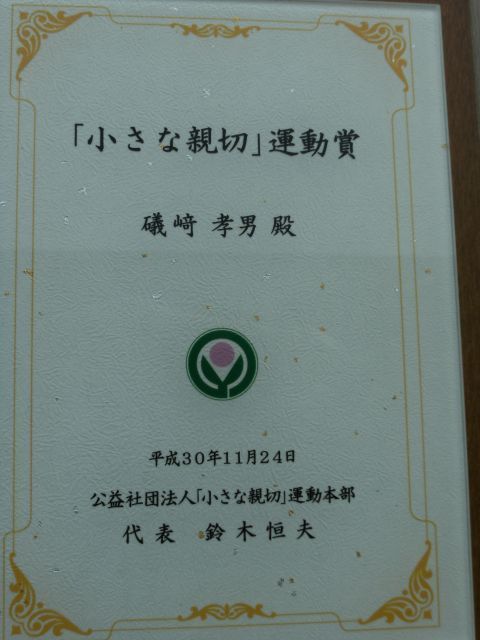 「小さな親切」運動賞
礒﨑 孝男 殿
平成30年11月24日
公益社団法人「小さな親切」運動本部
代表 鈴木恒夫